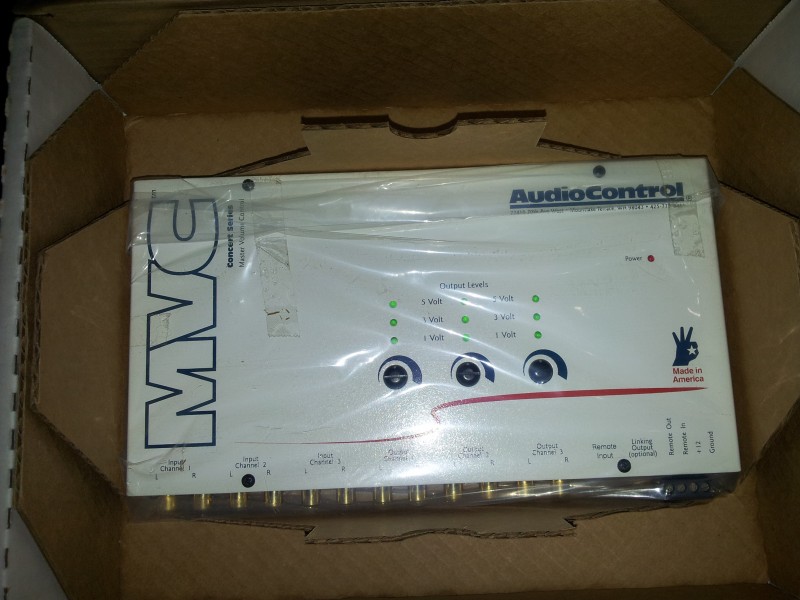 MVC
TM
Concert Series
Master Volume Control
AudioControl®
Power
Output Levels
5 Volt 5 Volt
3 Volt 3 Volt
1 Volt 1 Volt
Made in
America
Input
Channel 1
L R
Input
Channel 2
L R
Input
Channel 3
L R
Output
Channel
Output
Channel 2
L R
Output
Channel 3
L R
Remote
Input
Linking
Output
(optional)
Remote Out
Remote In
+12
Ground